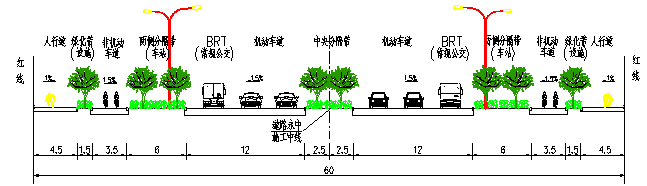 人行道 绿化带 非机动 两侧分隔带 BRT 机动车道 中央分隔带 机动车道 BRT 两侧分隔带 非机动 绿化带 人行道
(设施) 车道 (车站) (常规公交) (常规公交) (车站) 车道 (设施)
红线 红线
1% 1.5% 1.5% 1.5% 1.5% 1%
道路永中
施工中线
4.5 1.5 3.5 6 12 2.5 2.5 12 6 3.5 1.5 4.5
60